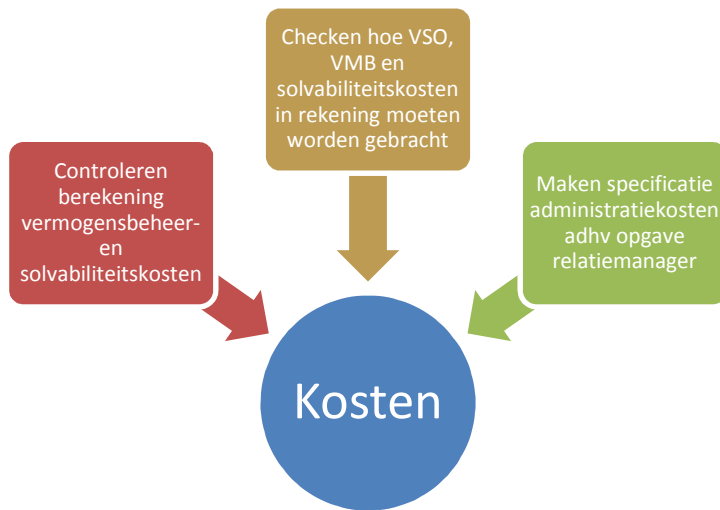 Checken hoe VSO,
VMB en
solvabiliteitskosten
in rekening moeten
worden gebracht
Controleren
berekening
vermogensbeheer-
en
solvabiliteitskosten
Maken specificatie
administratiekosten
adhv opgave
relatiemanager
Kosten